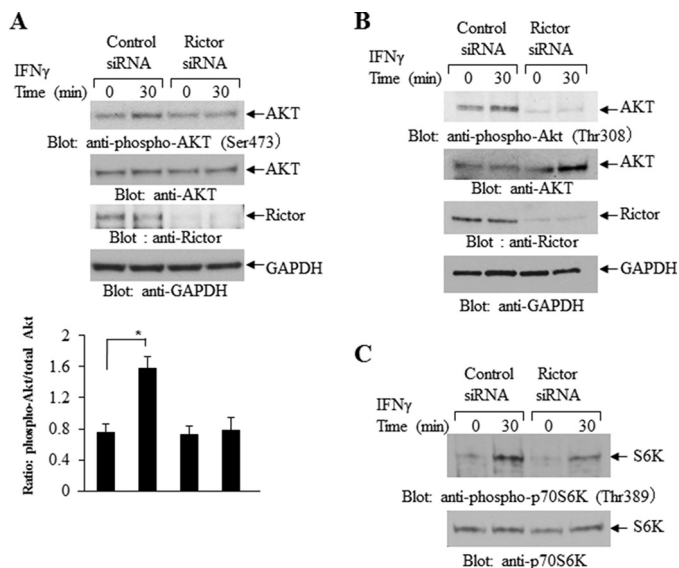 A
Control siRNA
Rictor siRNA
IFNγ
Time (min)
0 30 0 30
AKT
Blot: anti-phospho-AKT (Ser473)
AKT
Blot: anti-AKT
Rictor
Blot : anti-Rictor
GAPDH
Blot: anti-GAPDH
Ratio: phospho-Akt/total Akt
2
1.6
1.2
0.8
0.4
0
*
B
Control siRNA
Rictor siRNA
IFNγ
Time (min)
0 30 0 30
AKT
Blot: anti-phospho-Akt (Thr308)
AKT
Blot: anti-AKT
Rictor
Blot: anti-Rictor
GAPDH
Blot: anti-GAPDH
C
Control siRNA
Rictor siRNA
IFNγ
Time (min)
0 30 0 30
S6K
Blot: anti-phospho-p70S6K (Thr389)
S6K
Blot: anti-p70S6K